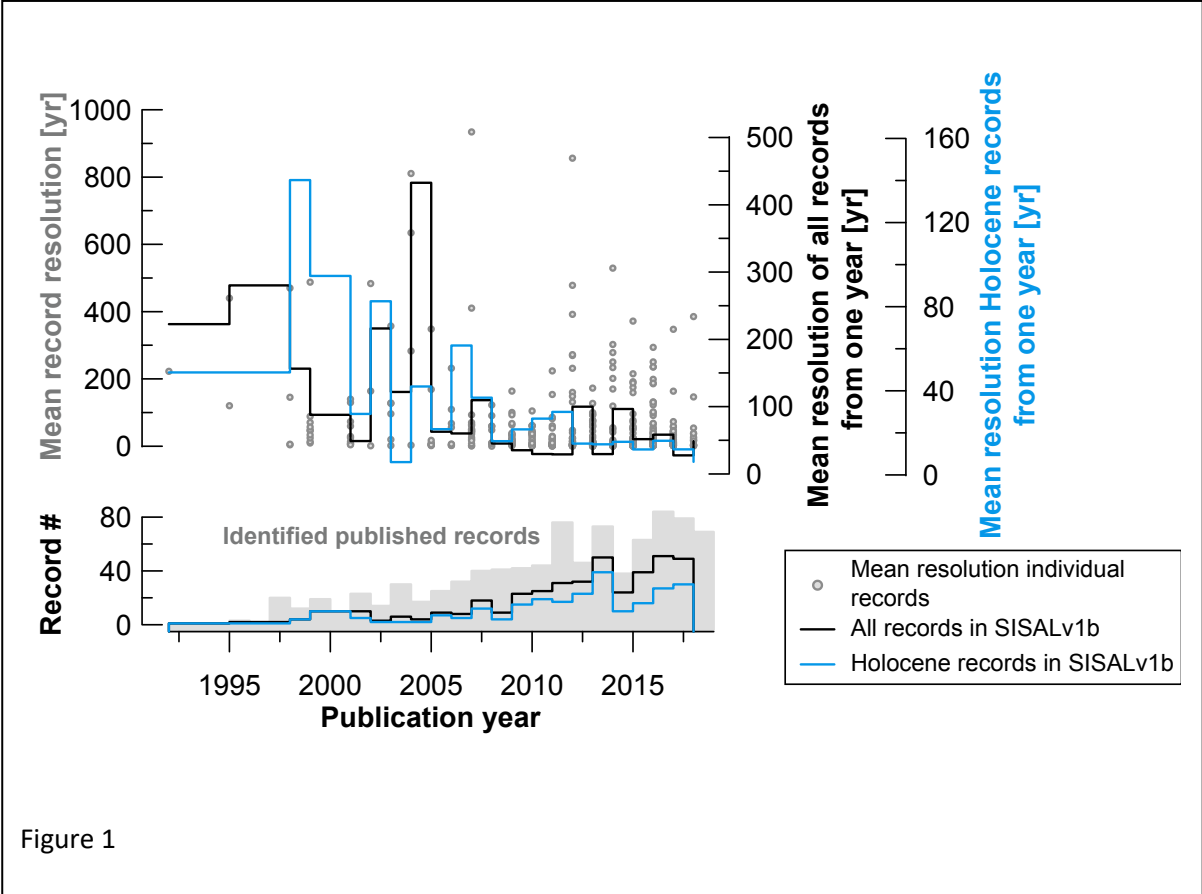 Mean record resolution [yr]
1000
800
600
400
200
0
500
400
300
200
100
0
Mean resolution of all records
from one year [yr]
160
120
80
40
0
Mean resolution Holocene records
from one year [yr]
Record #
80
40
0
Identified published records
1995
2000
2005
2010
2015
Publication year
Mean resolution individual
records
All records in SISALv1b
Holocene records in SISALv1b
Figure 1